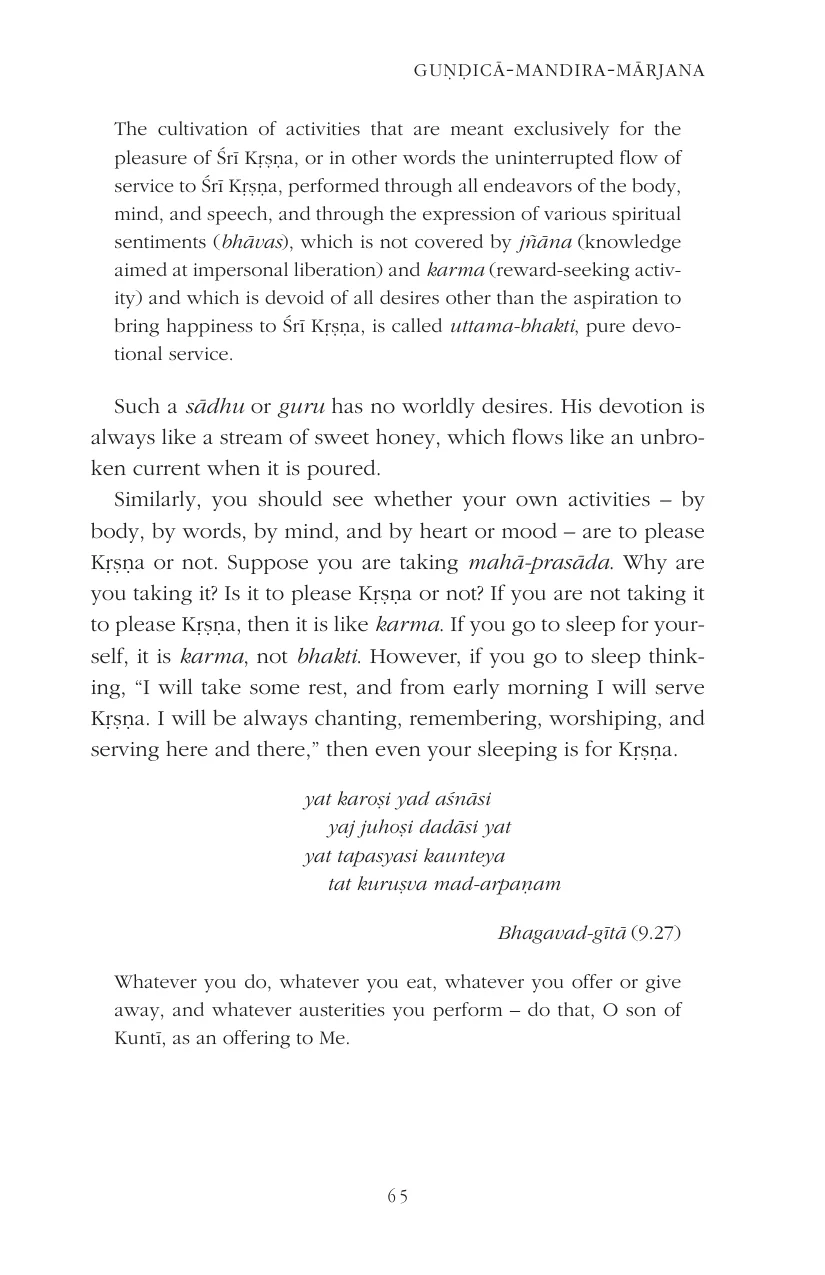 GUṆḌICĀ-MANDIRA-MĀRJANA
The cultivation of activities that are meant exclusively for the
pleasure of Śrī Kṛṣṇa, or in other words the uninterrupted flow of
service to Śrī Kṛṣṇa, performed through all endeavors of the body,
mind, and speech, and through the expression of various spiritual
sentiments (bhāvas), which is not covered by jñāna (knowledge
aimed at impersonal liberation) and karma (reward-seeking activ-
ity) and which is devoid of all desires other than the aspiration to
bring happiness to Śrī Kṛṣṇa, is called uttama-bhakti, pure devo-
tional service.
Such a sādhu or guru has no worldly desires. His devotion is
always like a stream of sweet honey, which flows like an unbro-
ken current when it is poured.
Similarly, you should see whether your own activities – by
body, by words, by mind, and by heart or mood – are to please
Kṛṣṇa or not. Suppose you are taking mahā-prasāda. Why are
you taking it? Is it to please Kṛṣṇa or not? If you are not taking it
to please Kṛṣṇa, then it is like karma. If you go to sleep for your-
self, it is karma, not bhakti. However, if you go to sleep think-
ing, “I will take some rest, and from early morning I will serve
Kṛṣṇa. I will be always chanting, remembering, worshiping, and
serving here and there,” then even your sleeping is for Kṛṣṇa.
yat karoṣi yad aśnāsi
yaj juhoṣi dadāsi yat
yat tapasyasi kaunteya
tat kuruṣva mad-arpaṇam
Bhagavad-gītā (9.27)
Whatever you do, whatever you eat, whatever you offer or give
away, and whatever austerities you perform – do that, O son of
Kuntī, as an offering to Me.
65